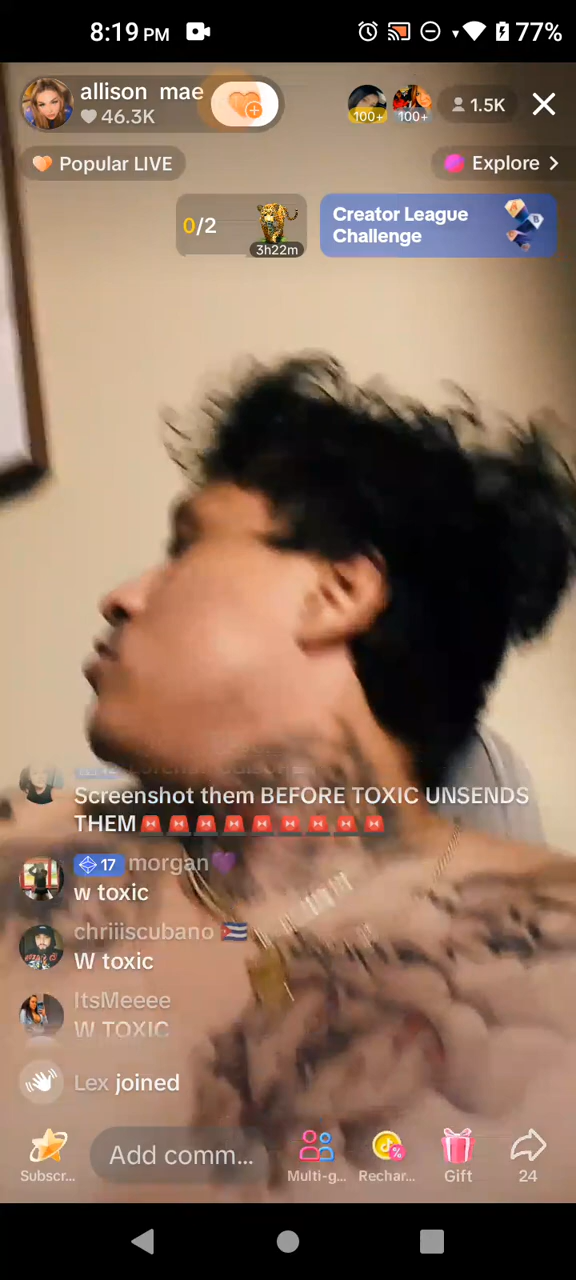 8:19 PM
77%
allison mae
46.3K
100+
100+
1.5K
Popular LIVE
Explore >
0/2
3h22m
Creator League
Challenge
Screenshot them BEFORE TOXIC UNSENDS
THEM🚨🚨🚨🚨🚨🚨🚨🚨🚨
17 morgan💜
w toxic
chriiiscubano 🇨🇺
W toxic
ItsMeeee
W TOXIC
Lex joined
Add comm...
Subscr...
Multi-g...
Rechar...
Gift
24